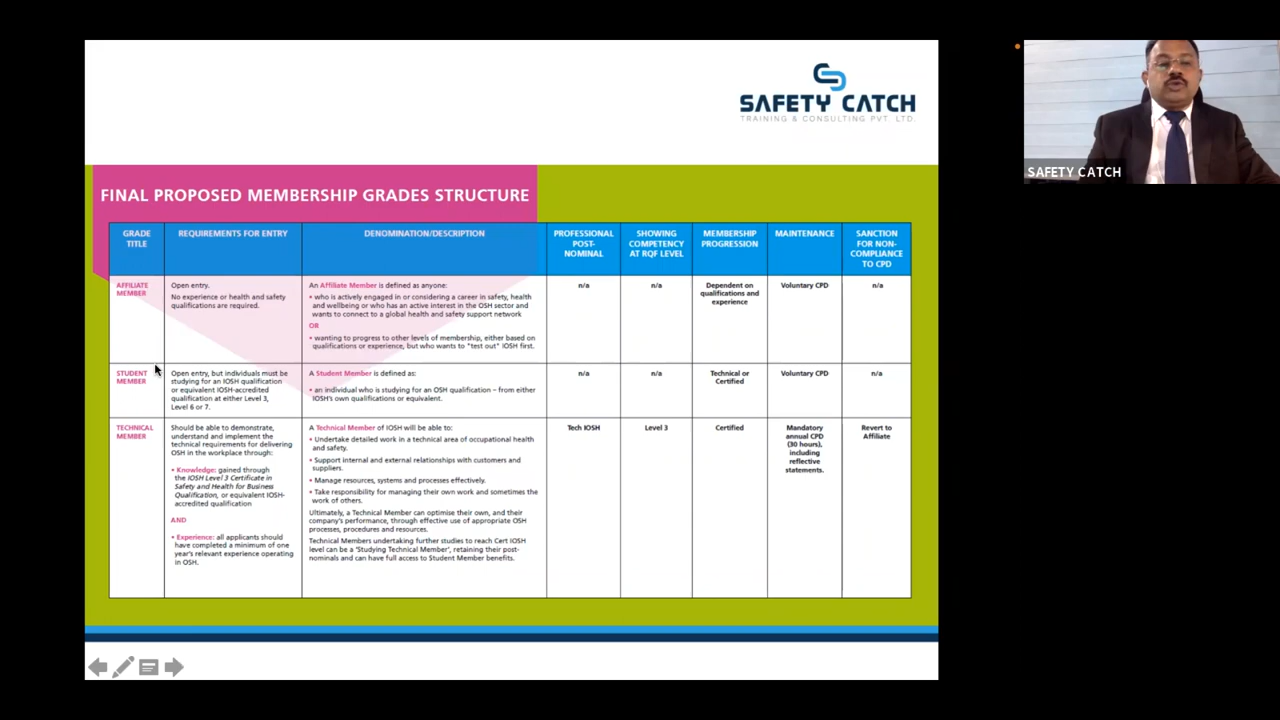 SAFETY CATCH
TRAINING & CONSULTING PVT. LTD.
SAFETY CATCH
FINAL PROPOSED MEMBERSHIP GRADES STRUCTURE
GRADE
TITLE
REQUIREMENTS FOR ENTRY
DENOMINATION/DESCRIPTION
PROFESSIONAL
POST-
NOMINAL
SHOWING
COMPETENCY
AT RQF LEVEL
MEMBERSHIP
PROGRESSION
MAINTENANCE
SANCTION
FOR NON-
COMPLIANCE
TO CPD
AFFILIATE
MEMBER
Open entry.
No experience or health and safety
qualifications are required.
An Affiliate Member is defined as anyone:
• who is actively engaged in or considering a career in safety, health
and wellbeing or who has an active interest in the OSH sector and
wants to connect to a global health and safety support network
OR
• wanting to progress to other levels of membership, either based on
qualifications or experience, but who wants to "test out" IOSH first.
n/a
n/a
Dependent on
qualifications and
experience
Voluntary CPD
n/a
STUDENT
MEMBER
Open entry, but individuals must be
studying for an IOSH qualification
or equivalent IOSH-accredited
qualification at either Level 3,
Level 6 or 7.
A Student Member is defined as:
• an individual who is studying for an OSH qualification – from either
IOSH's own qualifications or equivalent.
n/a
n/a
Technical or
Certified
Voluntary CPD
n/a
TECHNICAL
MEMBER
Should be able to demonstrate,
understand and implement the
technical requirements for delivering
OSH in the workplace through:
• Knowledge: gained through
the IOSH Level 3 Certificate in
Safety and Health for Business
Qualification, or equivalent IOSH-
accredited qualification
AND
• Experience: all applicants should
have completed a minimum of one
year's relevant experience operating
in OSH.
A Technical Member of IOSH will be able to:
• Undertake detailed work in a technical area of occupational health
and safety.
• Support internal and external relationships with customers and
suppliers.
• Manage resources, systems and processes effectively.
• Take responsibility for managing their own work and sometimes the
work of others.
Ultimately, a Technical Member can optimise their own, and their
company's performance, through effective use of appropriate OSH
processes, procedures and resources.
Technical Members undertaking further studies to reach Cert IOSH
level can be a 'Studying Technical Member', retaining their post-
nominals and can have full access to Student Member benefits.
Tech IOSH
Level 3
Certified
Mandatory
annual CPD
(30 hours),
including
reflective
statements.
Revert to
Affiliate